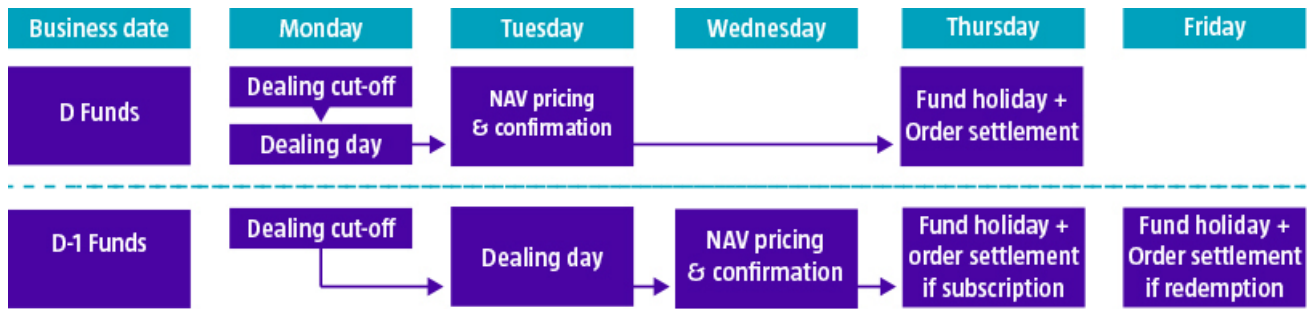 Business date
Monday
Tuesday
Wednesday
Thursday
Friday
D Funds
Dealing cut-off
Dealing day
NAV pricing
& confirmation
Fund holiday +
Order settlement
D-1 Funds
Dealing cut-off
Dealing day
NAV pricing
& confirmation
Fund holiday +
order settlement
if subscription
Fund holiday +
Order settlement
if redemption